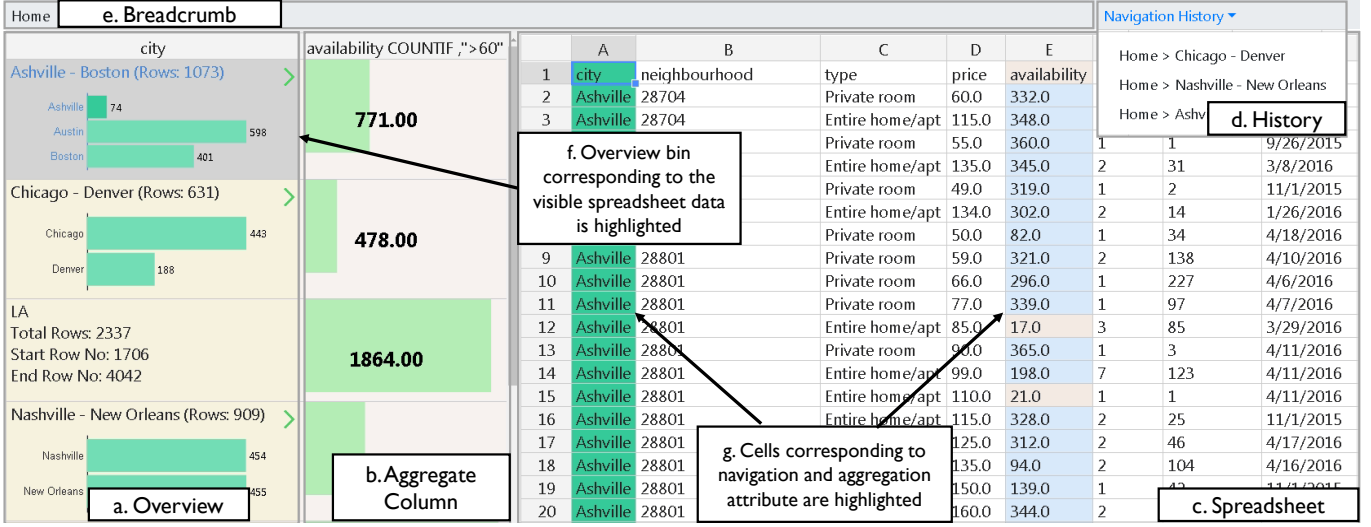 Home
e. Breadcrumb
Navigation History
Home > Chicago - Denver
Home > Nashville - New Orleans
Home > Ashv
d. History
city
Ashville - Boston (Rows: 1073)
Ashville 74
Austin 598
Boston 401
Chicago - Denver (Rows: 631)
Chicago 443
Denver 188
LA
Total Rows: 2337
Start Row No: 1706
End Row No: 4042
Nashville - New Orleans (Rows: 909)
Nashville 454
New Orleans 455
a. Overview
availability COUNTIF ,">60"
771.00
478.00
1864.00
b. Aggregate
Column
A B C D E
1 city neighbourhood type price availability
2 Ashville 28704 Private room 60.0 332.0
3 Ashville 28704 Entire home/apt 115.0 348.0
Private room 55.0 360.0 1 1 9/26/2015
Entire home/apt 135.0 345.0 2 31 3/8/2016
Private room 49.0 319.0 1 2 11/1/2015
Entire home/apt 134.0 302.0 2 14 1/26/2016
Private room 50.0 82.0 1 34 4/18/2016
9 Ashville 28801 Private room 59.0 321.0 2 138 4/10/2016
10 Ashville 28801 Private room 66.0 296.0 1 227 4/6/2016
11 Ashville 28801 Private room 77.0 339.0 1 97 4/7/2016
12 Ashville 28801 Entire home/apt 85.0 17.0 3 85 3/29/2016
13 Ashville 28801 Private room 90.0 365.0 1 3 4/11/2016
14 Ashville 28801 Entire home/apt 99.0 198.0 7 123 4/11/2016
15 Ashville 28801 Entire home/apt 110.0 21.0 1 1 4/11/2016
16 Ashville 28801 Entire home/apt 115.0 328.0 2 25 11/1/2015
17 Ashville 28801 125.0 312.0 2 46 4/17/2016
18 Ashville 28801 135.0 94.0 2 104 4/16/2016
19 Ashville 28801 150.0 139.0 1
20 Ashville 28801 160.0 344.0 2
f. Overview bin
corresponding to the
visible spreadsheet data
is highlighted
g. Cells corresponding to
navigation and aggregation
attribute are highlighted
c. Spreadsheet